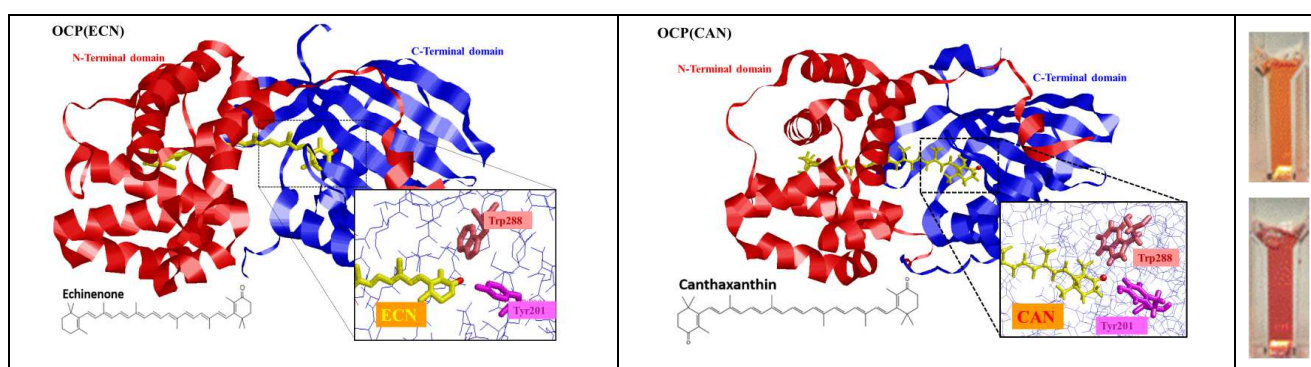 OCP(ECN)
N-Terminal domain
C-Terminal domain
Trp288
ECN
Tyr201
Echinenone
O
OCP(CAN)
N-Terminal domain
C-Terminal domain
Trp288
CAN
Tyr201
Canthaxanthin
O
O